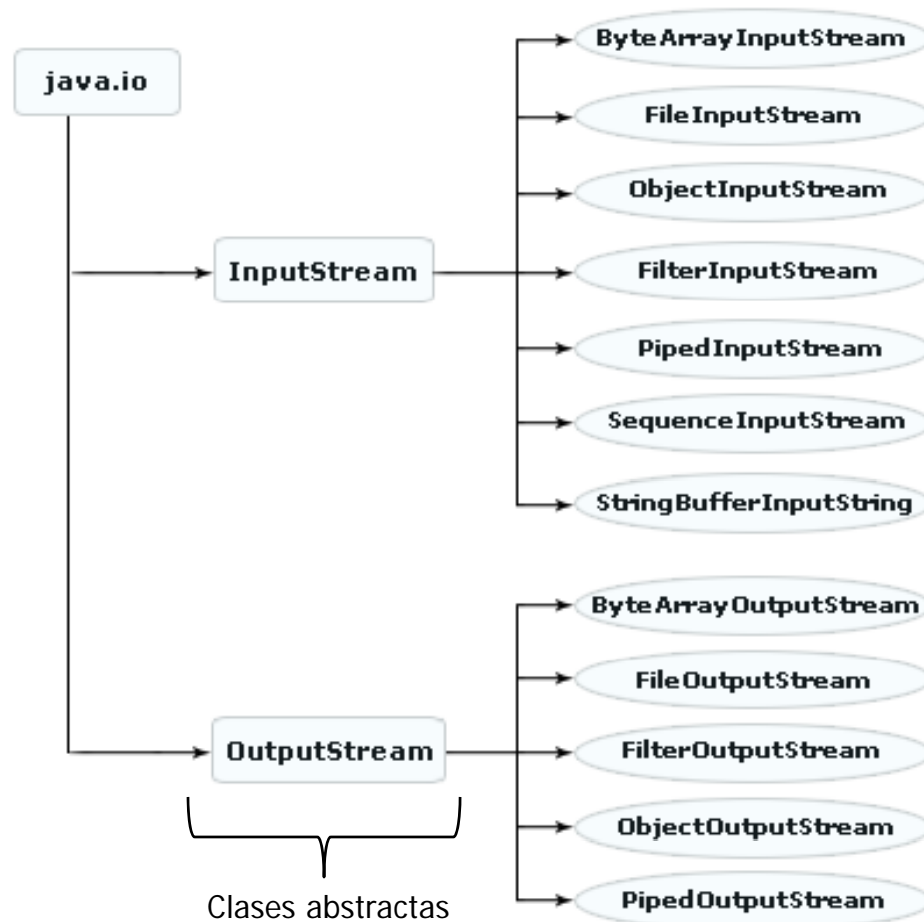 java.io
InputStream
ByteArrayInputStream
FileInputStream
ObjectInputStream
FilterInputStream
PipedInputStream
SequenceInputStream
StringBufferInputString
OutputStream
ByteArrayOutputStream
FileOutputStream
FilterOutputStream
ObjectOutputStream
PipedOutputStream
Clases abstractas